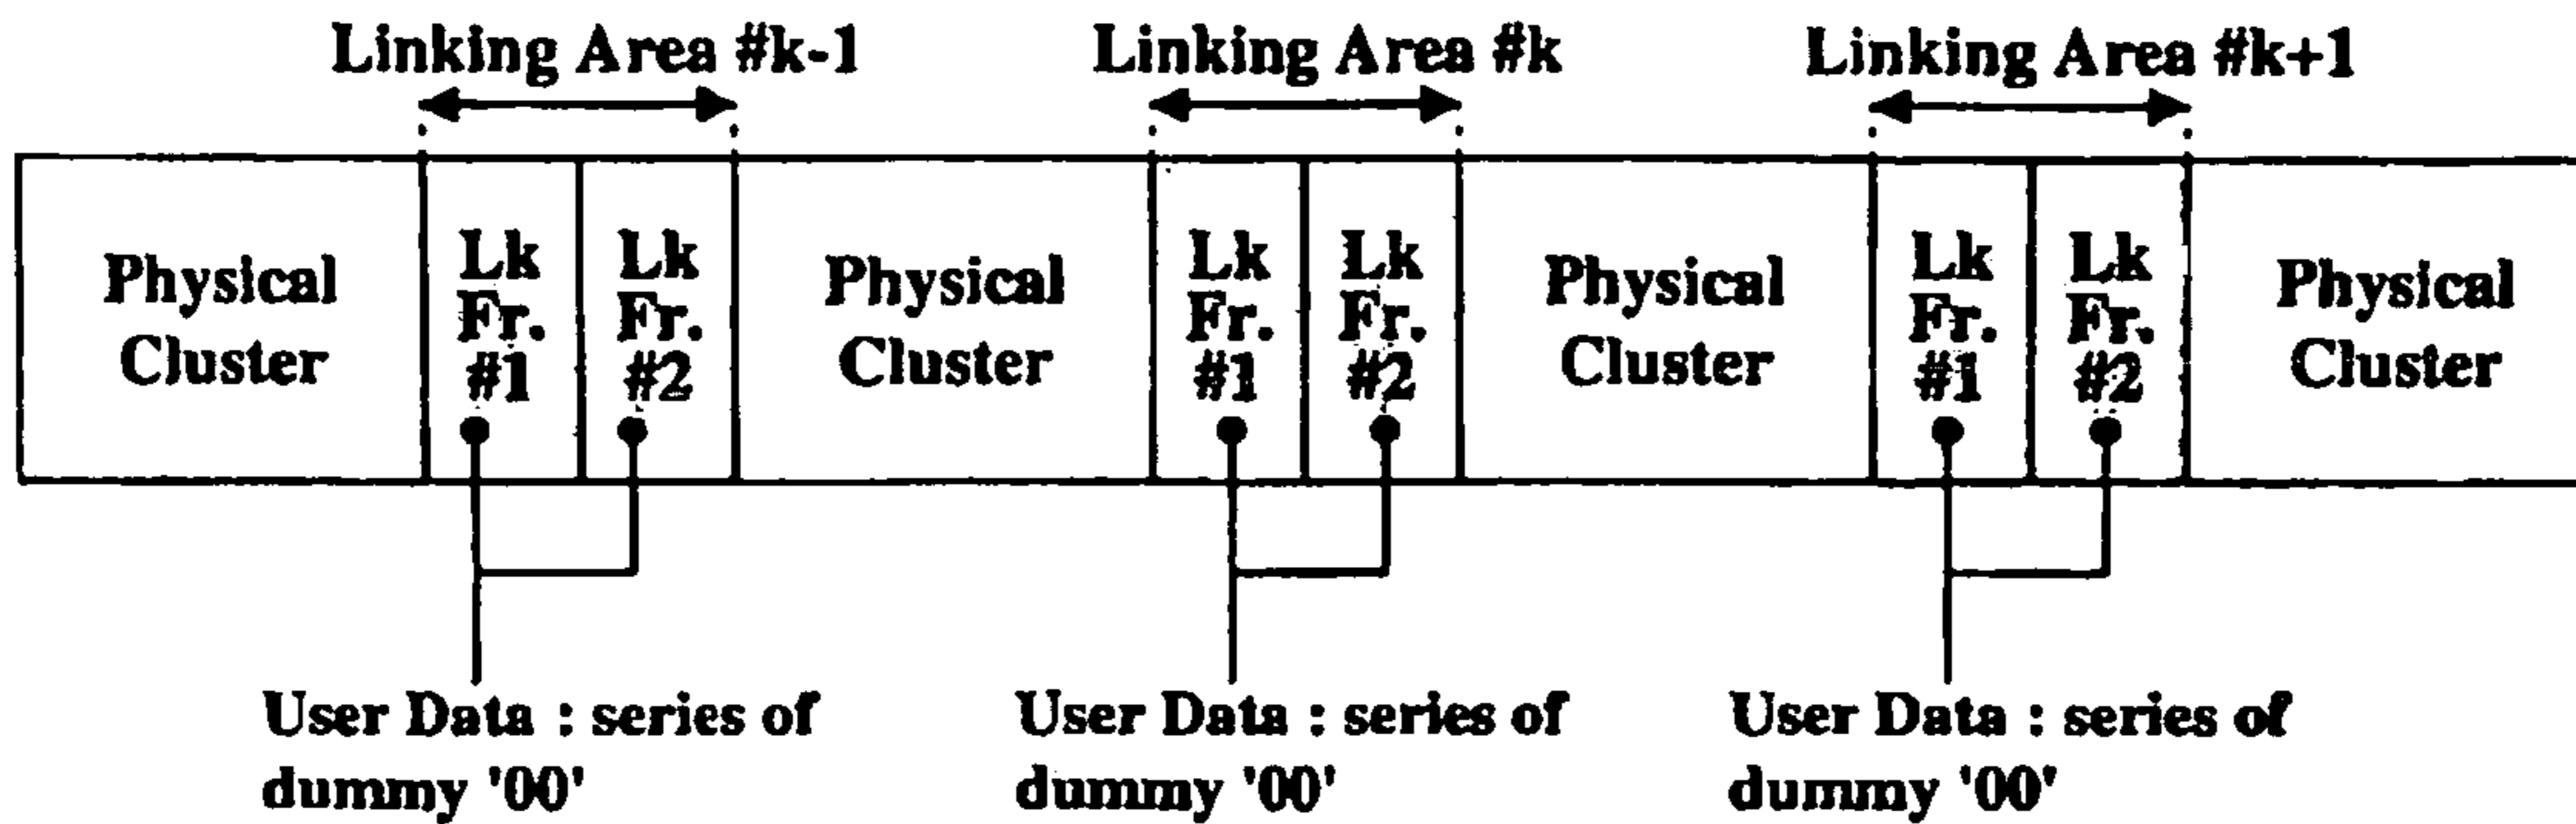 Linking Area #k-1 Linking Area #k Linking Area #k+1
Physical Cluster
Lk Fr. #1
Lk Fr. #2
Physical Cluster
Lk Fr. #1
Lk Fr. #2
Physical Cluster
Lk Fr. #1
Lk Fr. #2
Physical Cluster
User Data : series of
dummy '00'
User Data : series of
dummy '00'
User Data : series of
dummy '00'